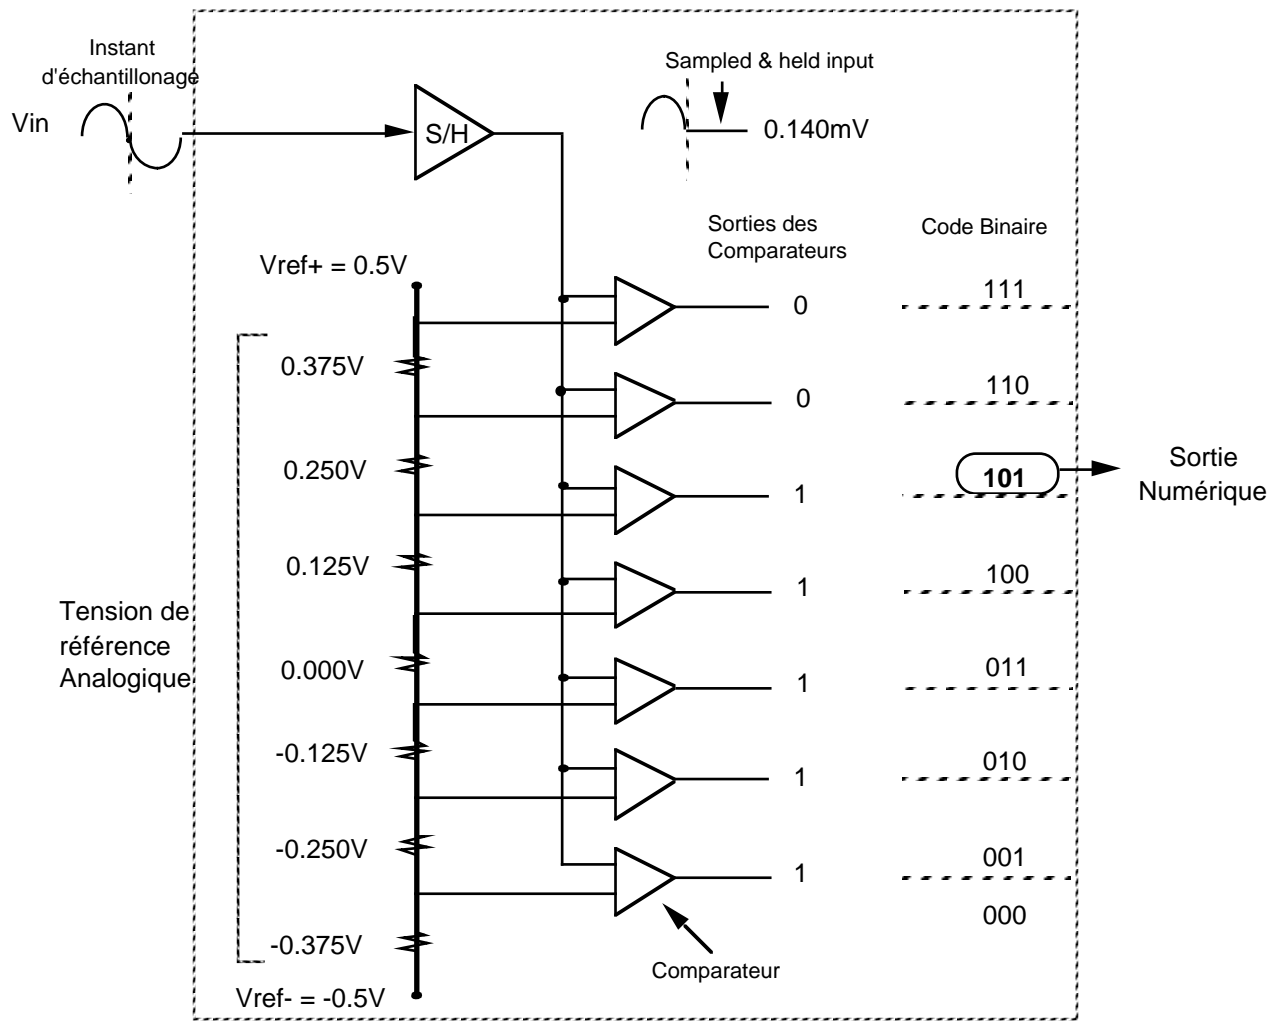 Instant
d'échantillonage
Vin
S/H
Sampled & held input
0.140mV
Sorties des
Comparateurs
Code Binaire
Vref+ = 0.5V
0
111
0.375V
0
110
0.250V
1
101
Sortie
Numérique
0.125V
1
100
Tension de
référence
Analogique
0.000V
1
011
-0.125V
1
010
-0.250V
1
001
000
-0.375V
Comparateur
Vref- = -0.5V